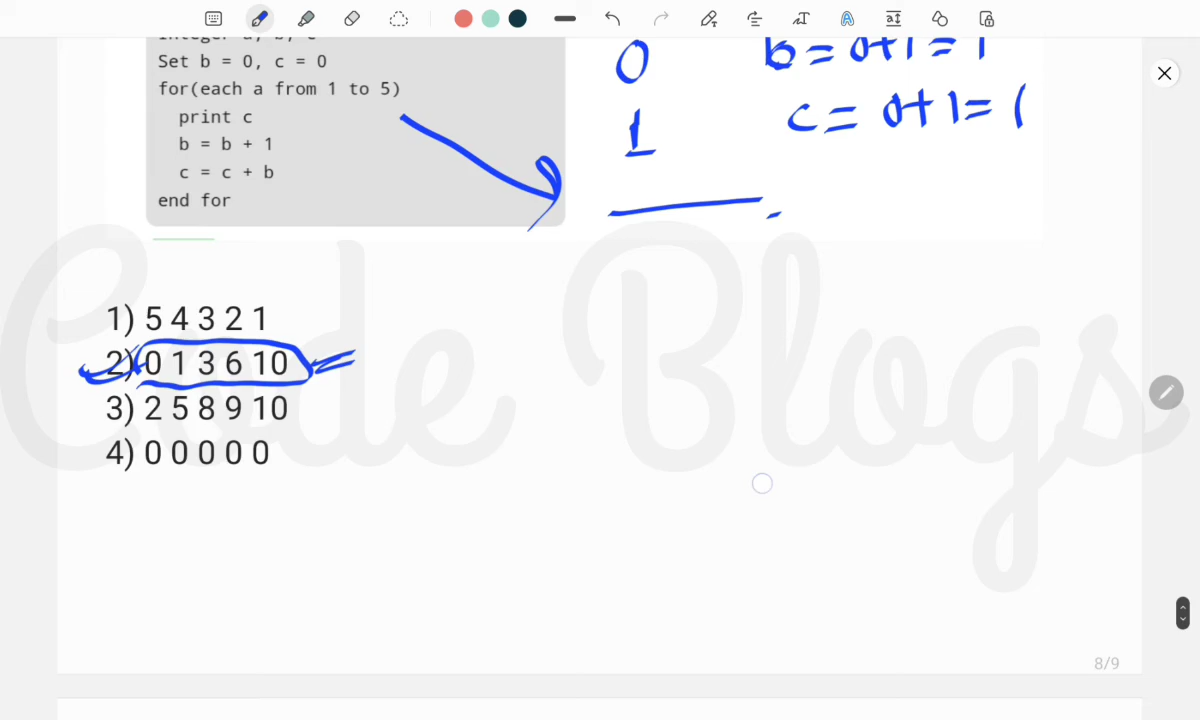 Set b = 0, c = 0
for(each a from 1 to 5)
print c
b = b + 1
c = c + b
end for
0
1
b = 0+1 = 1
c = 0+1 = 1
1) 5 4 3 2 1
2) 0 1 3 6 10
3) 2 5 8 9 10
4) 0 0 0 0 0
Code Blogs
8/9